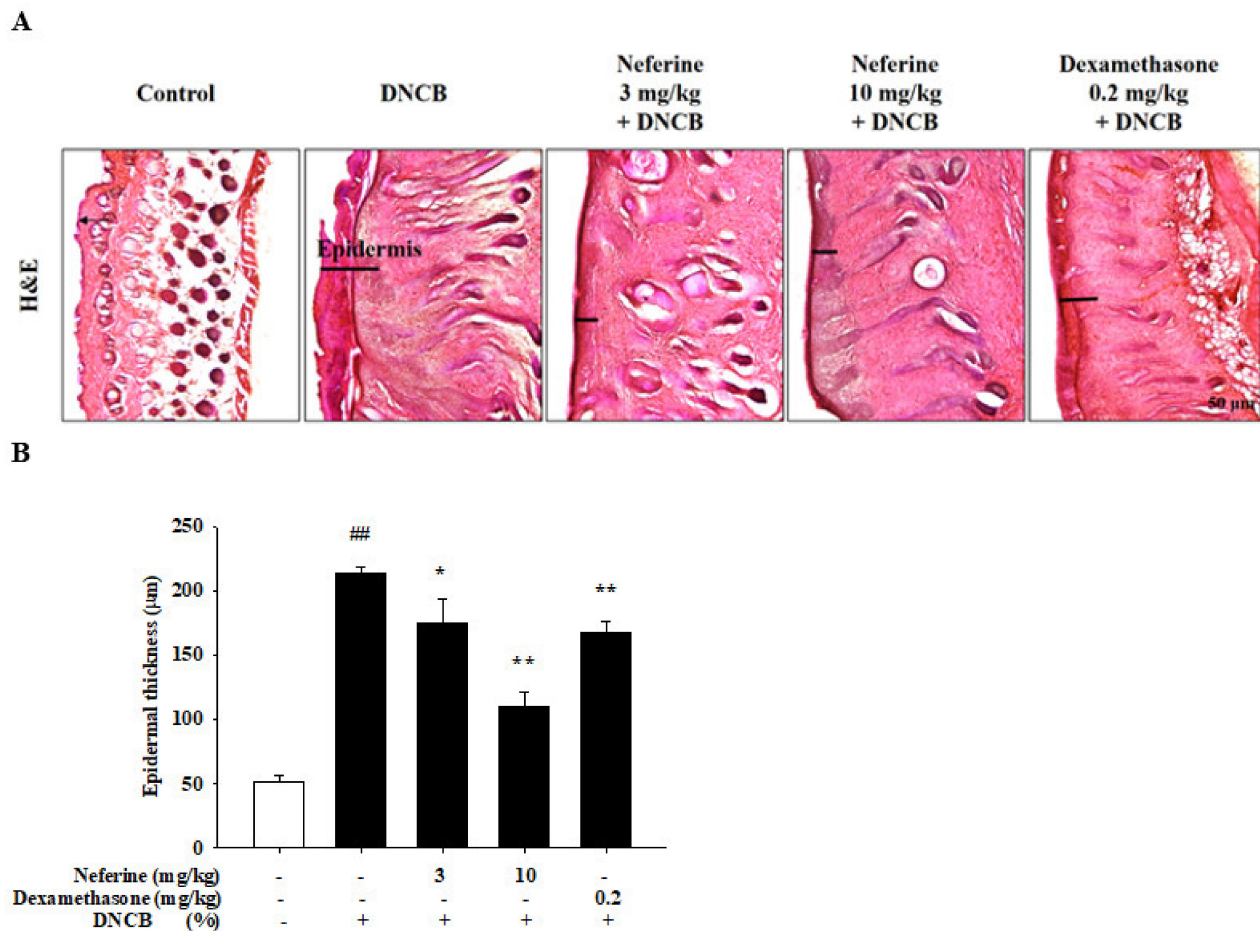 A
Control
DNCB
Neferine
3 mg/kg
+ DNCB
Neferine
10 mg/kg
+ DNCB
Dexamethasone
0.2 mg/kg
+ DNCB
H&E
Epidermis
50 μm
B
Epidermal thickness (μm)
250
200
150
100
50
0
##
*
**
**
Neferine (mg/kg) - - 3 10 -
Dexamethasone (mg/kg) - - - - 0.2
DNCB (%) - + + + +